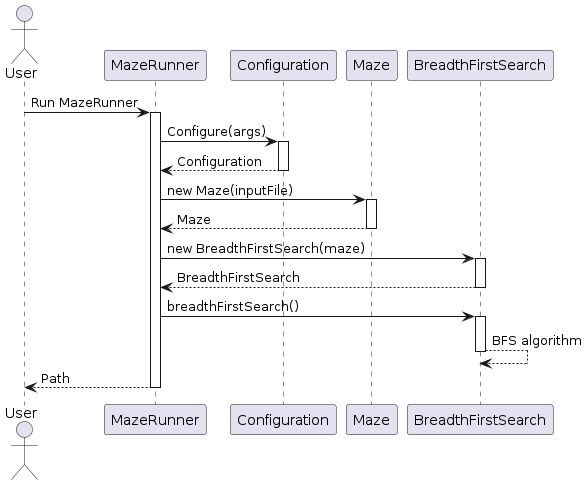 User
MazeRunner
Configuration
Maze
BreadthFirstSearch
Run MazeRunner
Configure(args)
Configuration
new Maze(inputFile)
Maze
new BreadthFirstSearch(maze)
BreadthFirstSearch
breadthFirstSearch()
BFS algorithm
Path
User
MazeRunner
Configuration
Maze
BreadthFirstSearch